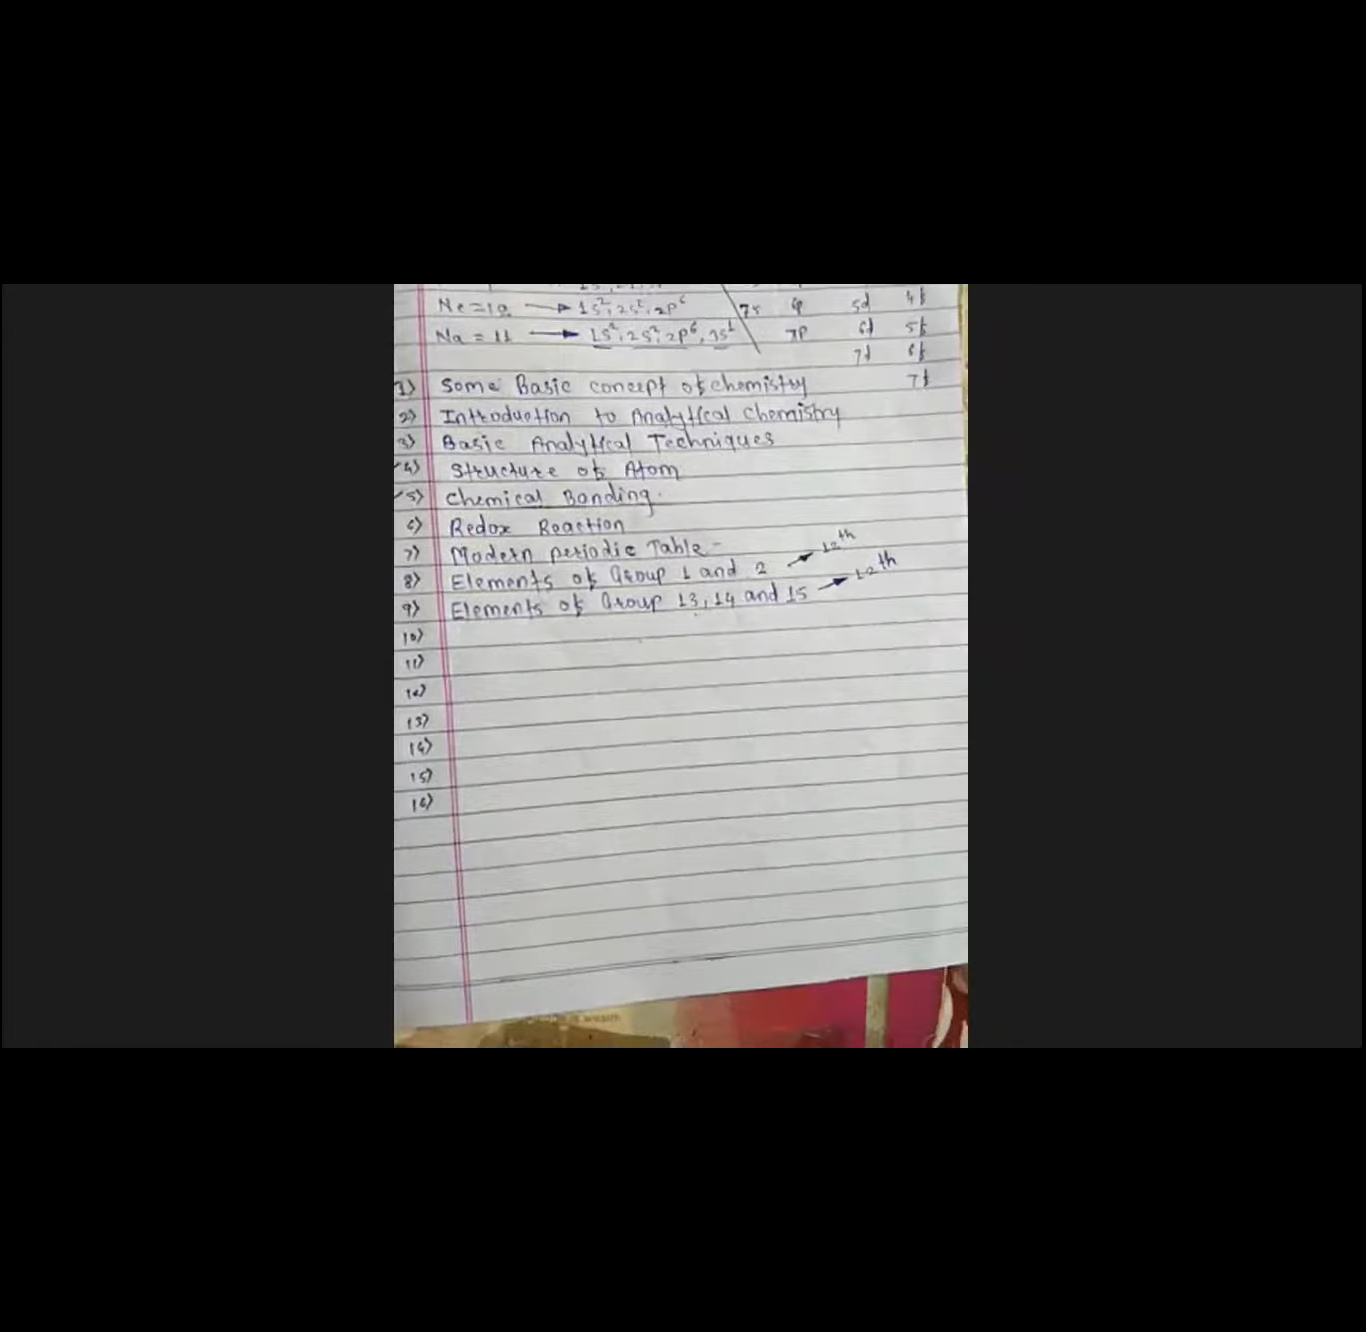 Ne = 10 → 1s², 2s², 2p⁶ 7s 6p 5d 4f
Na = 11 → 1s², 2s², 2p⁶, 3s¹ 7p 6d 5f
7d 6f
1) Some Basic concept of chemistry 7f
2) Introduction to Analytical chemistry
3) Basic Analytical Techniques
4) Structure of Atom
5) Chemical Bonding.
6) Redox Reaction
7) Modern periodic Table -
8) Elements of Group 1 and 2 → 12th
9) Elements of Group 13, 14 and 15 → 12th
10)
11)
12)
13)
14)
15)
16)